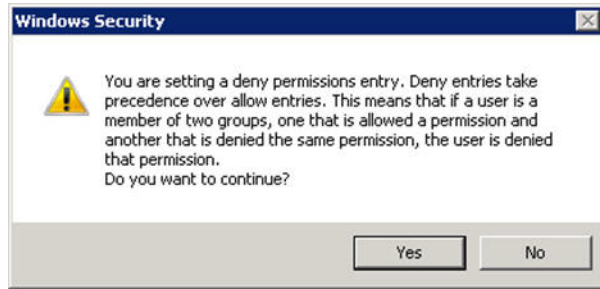 Windows Security
You are setting a deny permissions entry. Deny entries take
precedence over allow entries. This means that if a user is a
member of two groups, one that is allowed a permission and
another that is denied the same permission, the user is denied
that permission.
Do you want to continue?
Yes
No